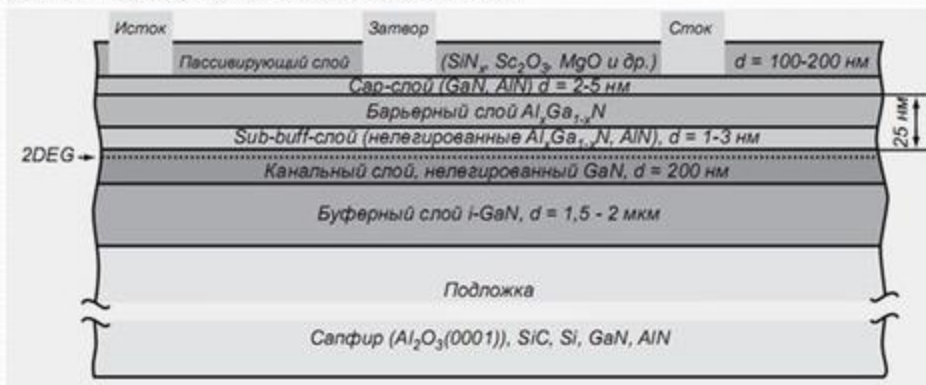 Исток Затвор Сток
Пассивирующий слой (SiNₓ, Sc₂O₃, MgO и др.) d = 100-200 нм
Cap-слой (GaN, AlN) d = 2-5 нм
Барьерный слой AlₓGa₁₋ₓN
Sub-buff-слой (нелегированные AlₓGa₁₋ₓN, AlN), d = 1-3 нм
25 нм
2DEG
Канальный слой, нелегированный GaN, d = 200 нм
Буферный слой i-GaN, d = 1,5 - 2 мкм
Подложка
Сапфир (Al₂O₃(0001)), SiC, Si, GaN, AlN